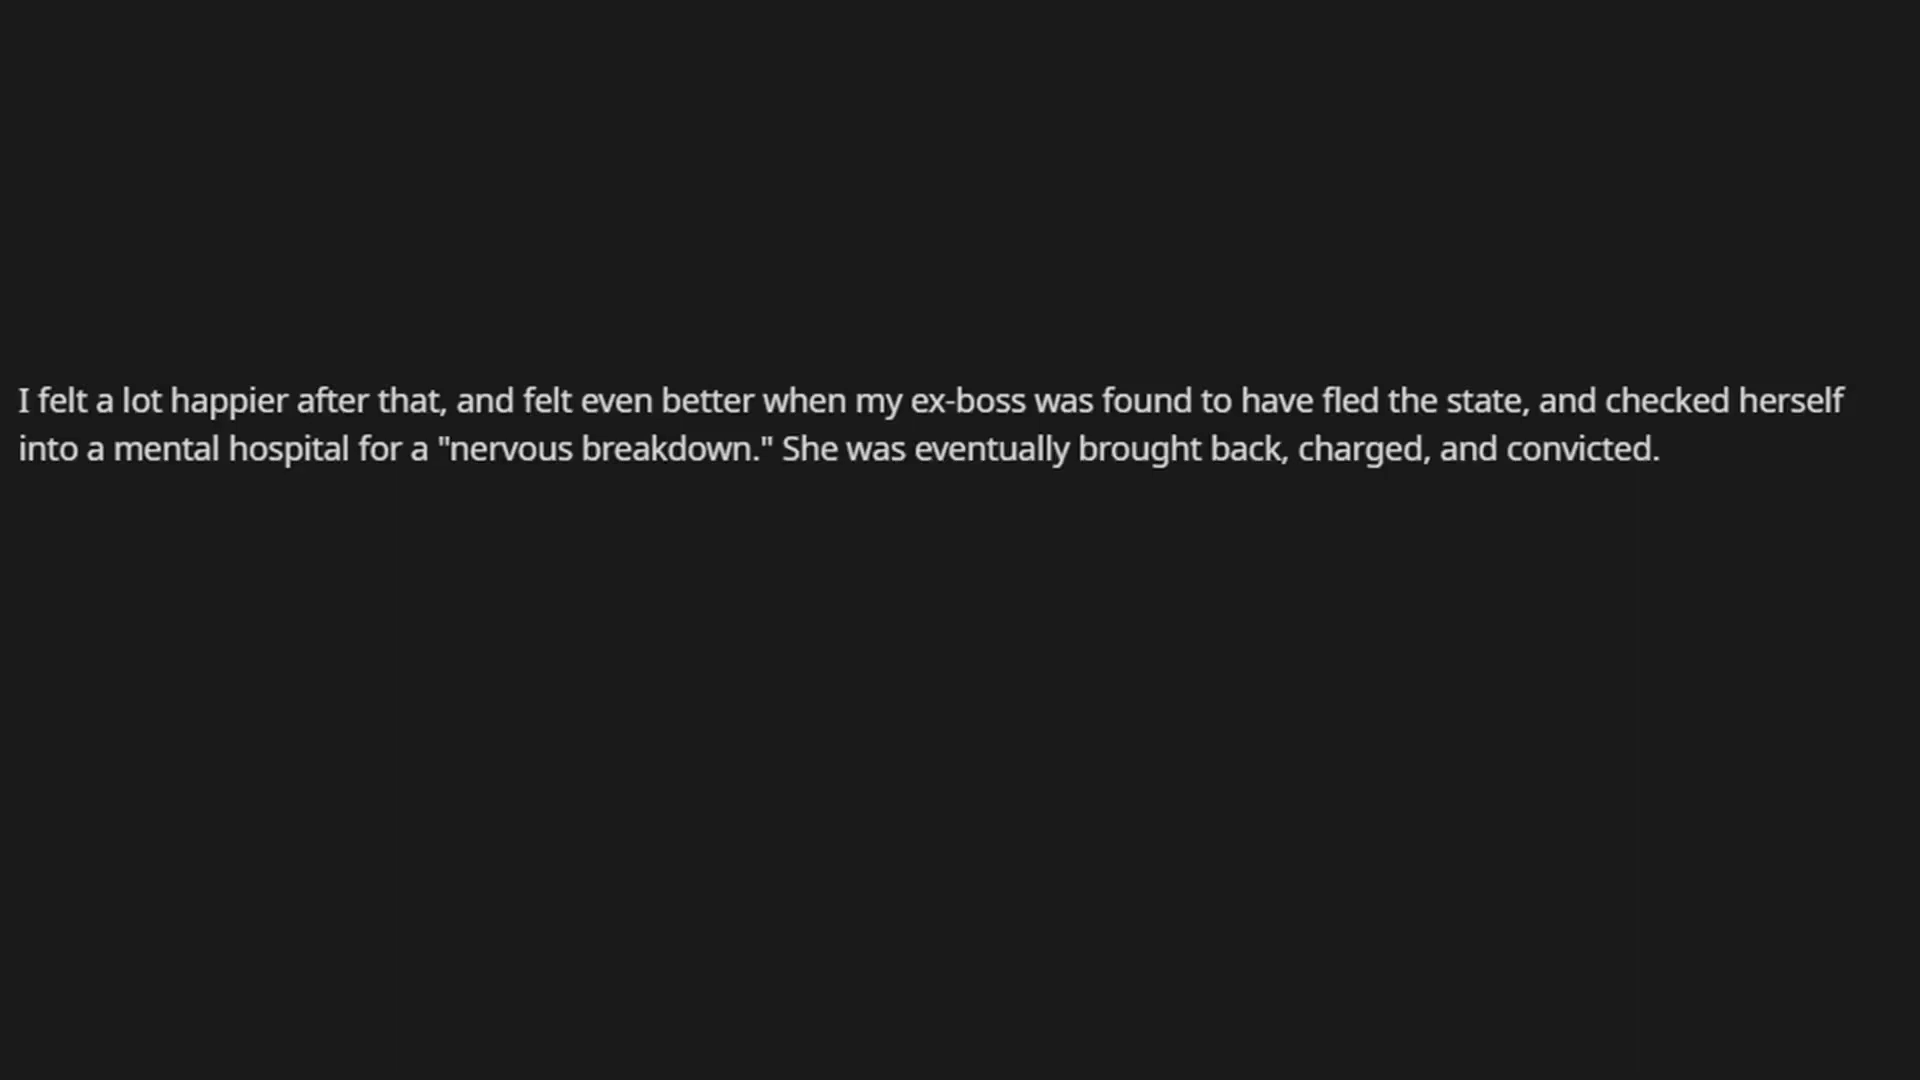 I felt a lot happier after that, and felt even better when my ex-boss was found to have fled the state, and checked herself
into a mental hospital for a "nervous breakdown." She was eventually brought back, charged, and convicted.